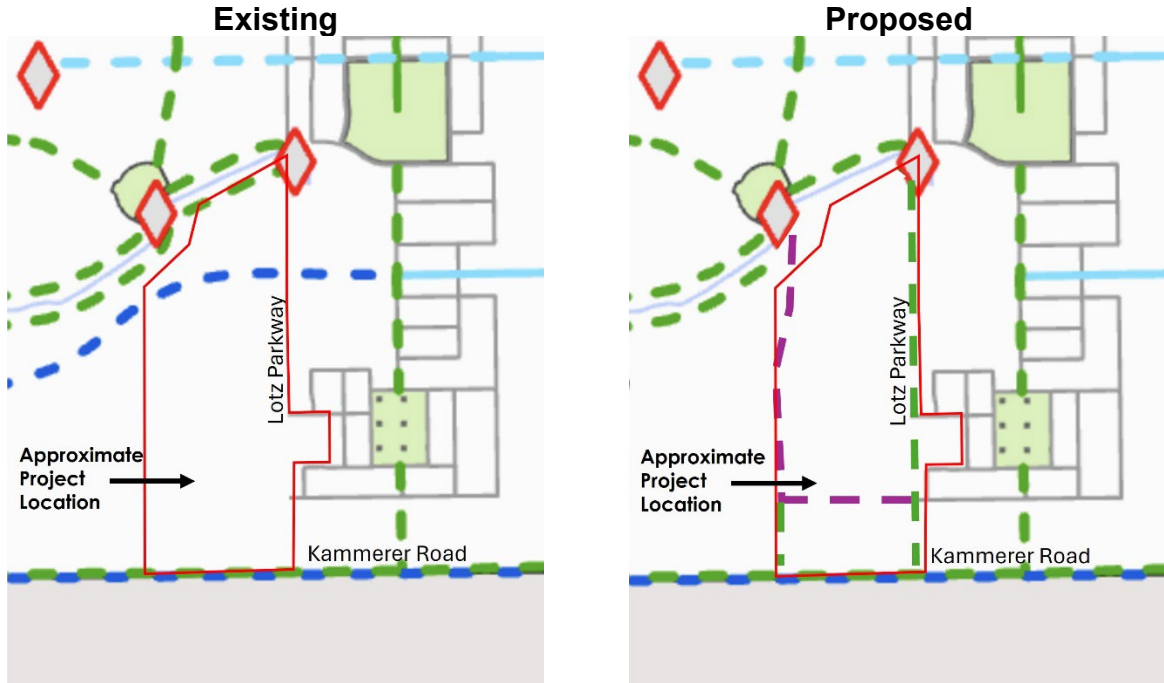 Existing
Proposed
Lotz Parkway
Approximate
Project
Location
Kammerer Road
Lotz Parkway
Approximate
Project
Location
Kammerer Road